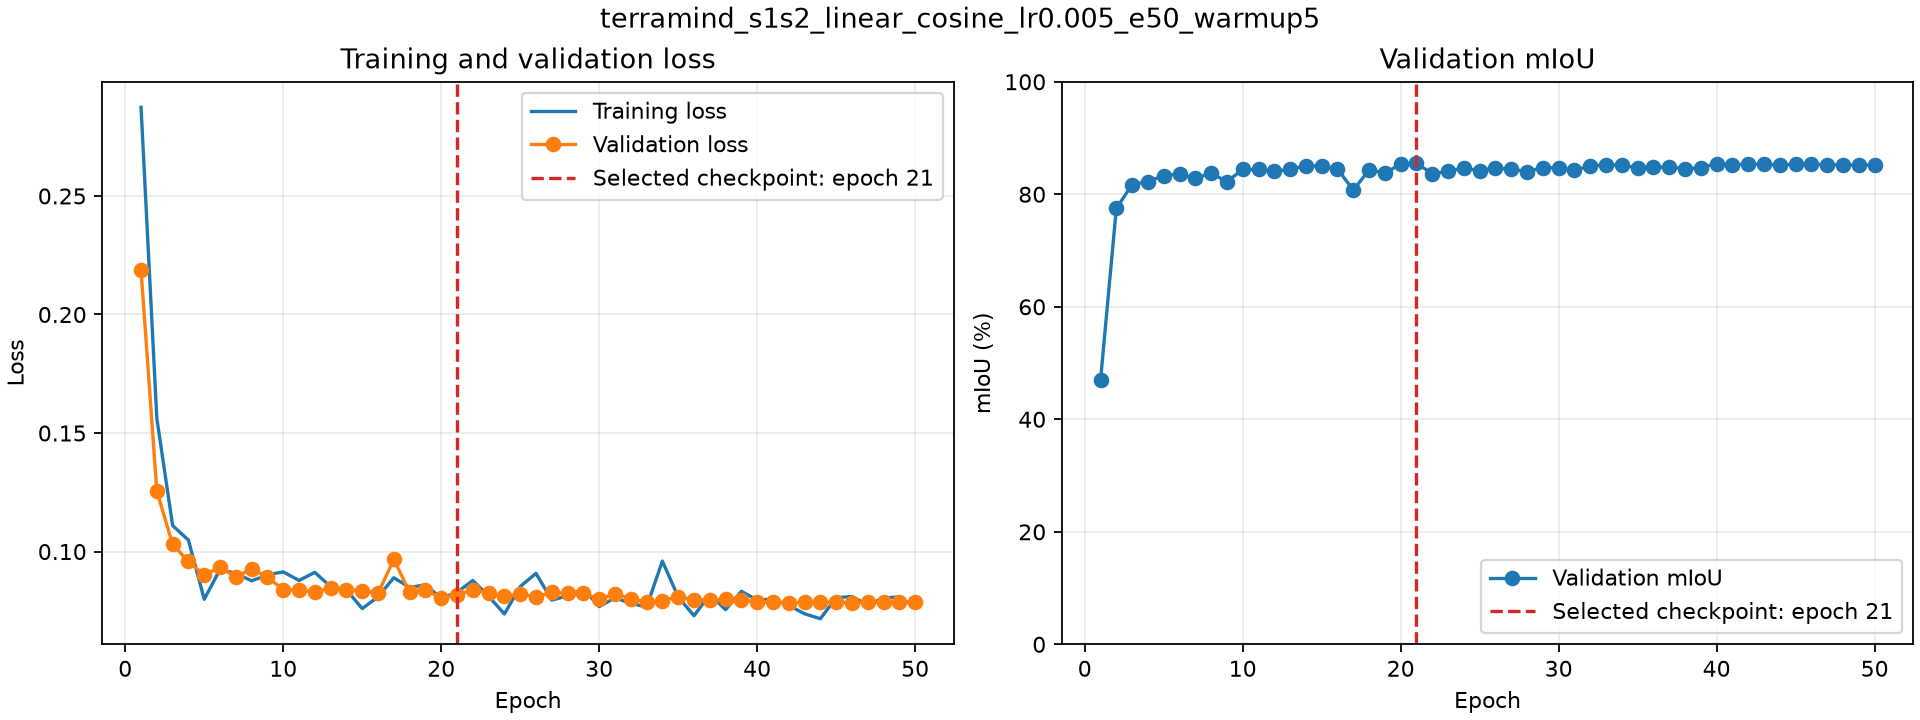 terramind_s1s2_linear_cosine_lr0.005_e50_warmup5
Training and validation loss
Training loss
Validation loss
Selected checkpoint: epoch 21
Loss
0.25
0.20
0.15
0.10
0
10
20
30
40
50
Epoch
Validation mIoU
mIoU (%)
100
80
60
40
20
0
Validation mIoU
Selected checkpoint: epoch 21
0
10
20
30
40
50
Epoch